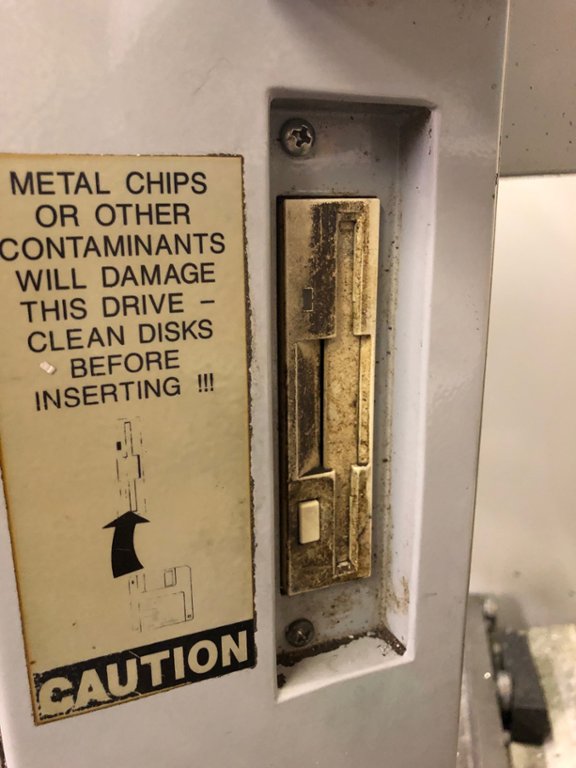 METAL CHIPS
OR OTHER
CONTAMINANTS
WILL DAMAGE
THIS DRIVE –
CLEAN DISKS
BEFORE
INSERTING !!!
CAUTION